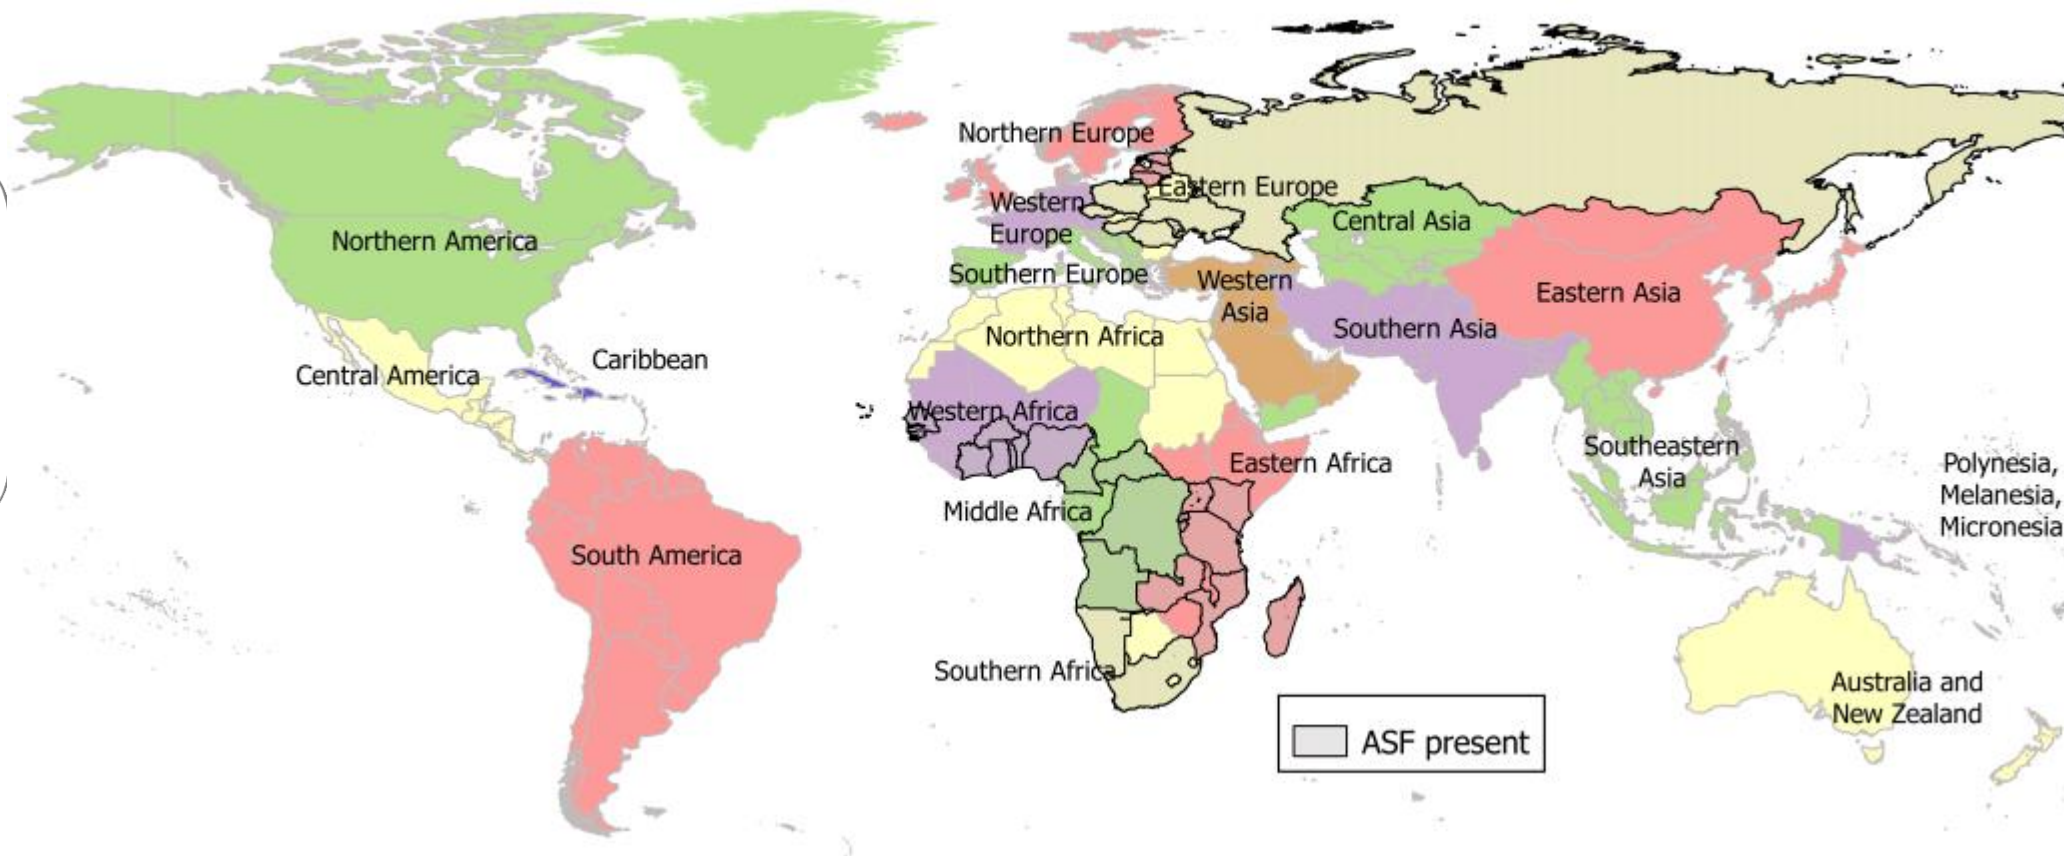 Northern Europe
Eastern Europe
Western
Europe
Central Asia
Northern America
Southern Europe
Western
Asia
Eastern Asia
Southern Asia
Northern Africa
Caribbean
Central America
Western Africa
Southeastern
Asia
Eastern Africa
Polynesia,
Melanesia,
Micronesia
Middle Africa
South America
Southern Africa
Australia and
New Zealand
ASF present